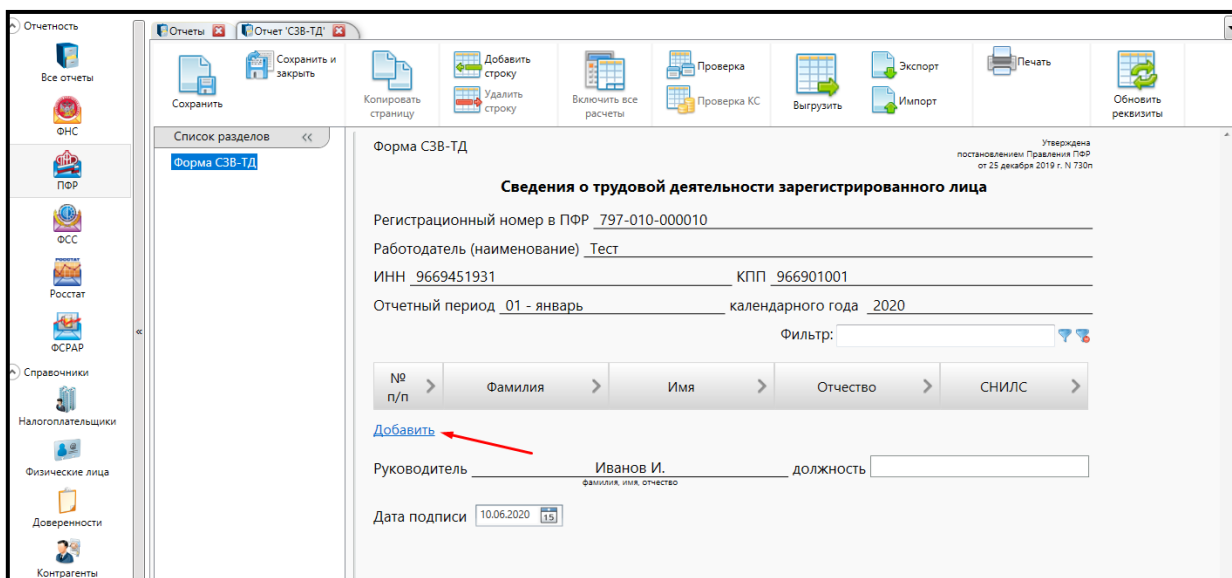 Отчетность
Все отчеты
ФНС
ПФР
ФСС
РОССТАТ
Росстат
ФСРАР
Справочники
Налогоплательщики
Физические лица
Доверенности
Контрагенты
«
Отчеты Отчет 'СЗВ-ТД'
Сохранить
Сохранить и
закрыть
Копировать
страницу
Добавить
строку
Удалить
строку
Включить все
расчеты
Проверка
Проверка КС
Выгрузить
Экспорт
Импорт
Печать
Обновить
реквизиты
Список разделов <<
Форма СЗВ-ТД
Форма СЗВ-ТД
Утверждена
постановлением Правления ПФР
от 25 декабря 2019 г. N 730п
Сведения о трудовой деятельности зарегистрированного лица
Регистрационный номер в ПФР 797-010-000010
Работодатель (наименование) Тест
ИНН 9669451931 КПП 966901001
Отчетный период 01 - январь календарного года 2020
Фильтр:
№
п/п
Фамилия
Имя
Отчество
СНИЛС
Добавить
Руководитель Иванов И. должность
фамилия, имя, отчество
Дата подписи 10.06.2020 15